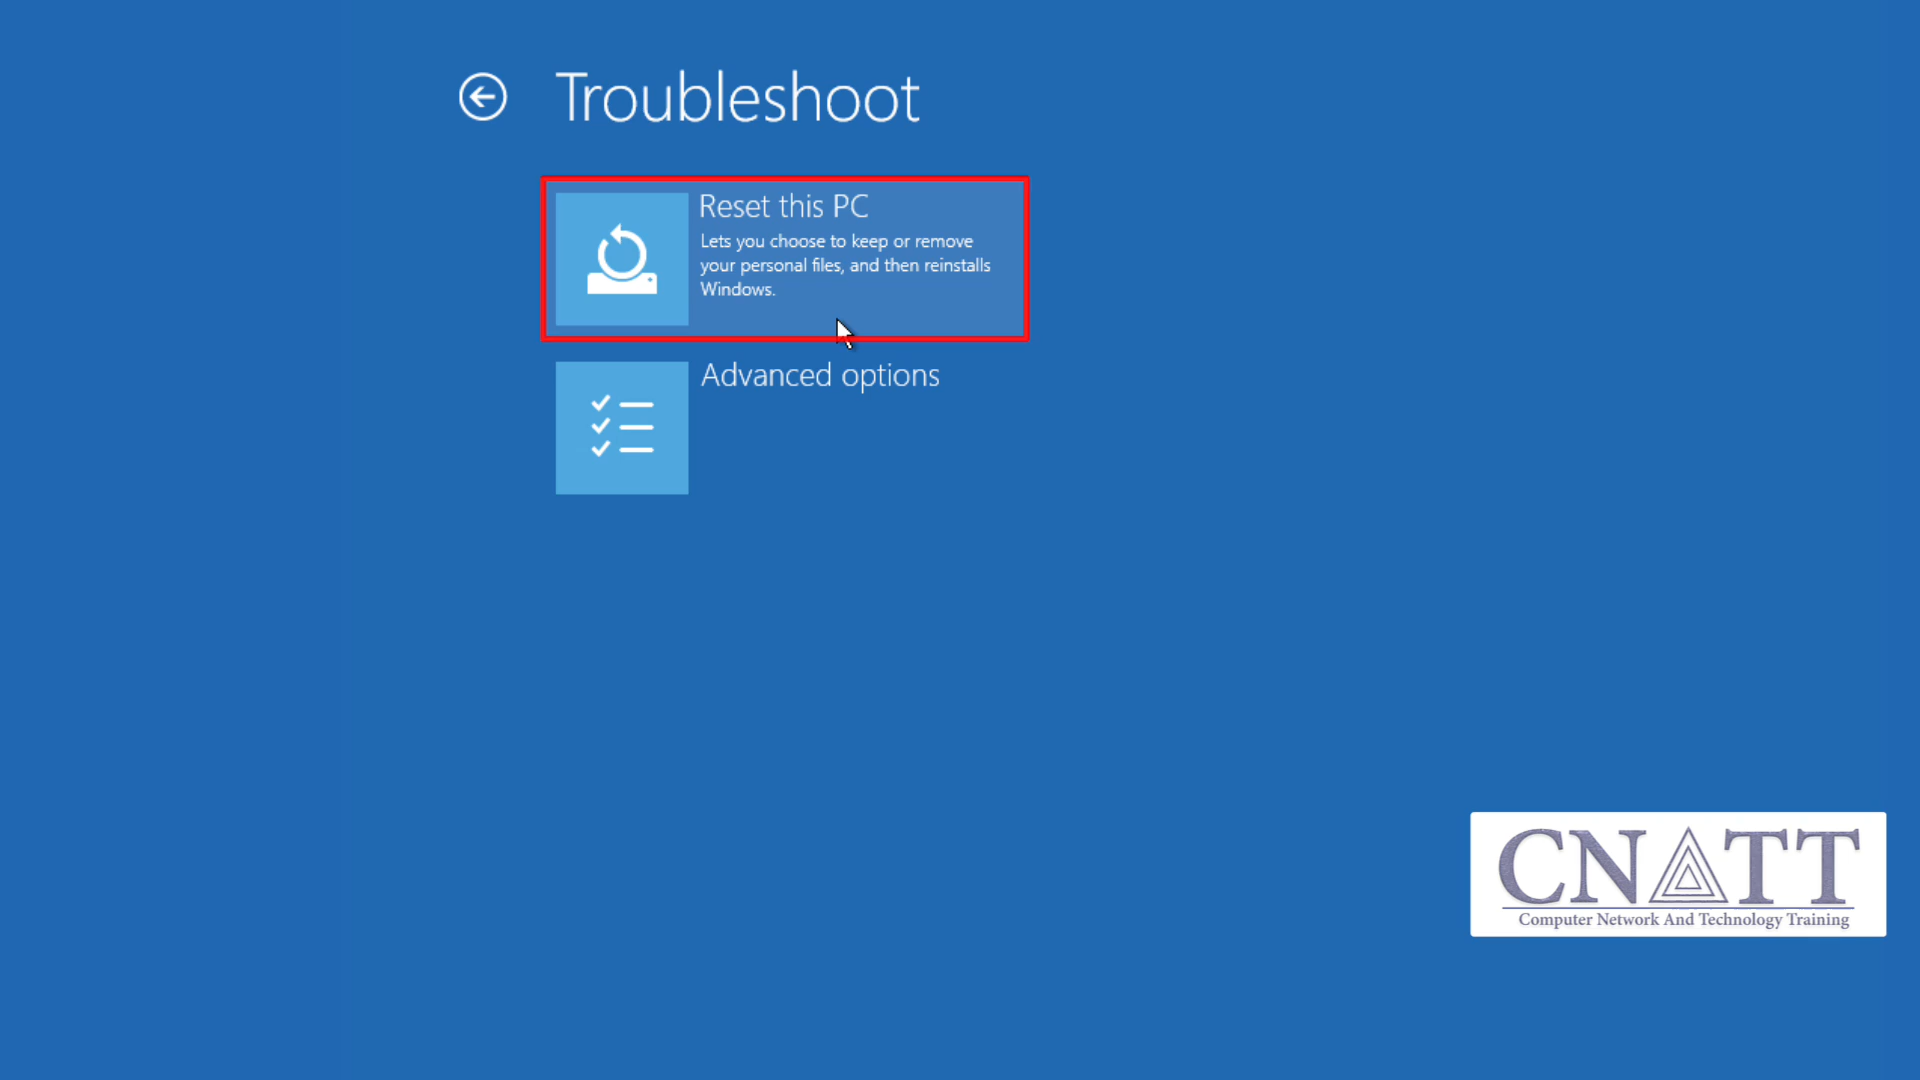 Troubleshoot
Reset this PC
Lets you choose to keep or remove
your personal files, and then reinstalls
Windows.
Advanced options
CNATT
Computer Network And Technology Training